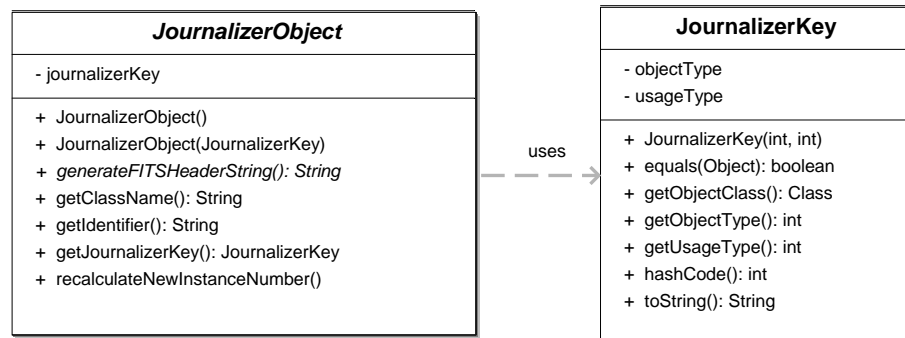 JournalizerObject
- journalizerKey
+ JournalizerObject()
+ JournalizerObject(JournalizerKey)
+ generateFITSHeaderString(): String
+ getClassName(): String
+ getIdentifier(): String
+ getJournalizerKey(): JournalizerKey
+ recalculateNewInstanceNumber()
uses
JournalizerKey
- objectType
- usageType
+ JournalizerKey(int, int)
+ equals(Object): boolean
+ getObjectClass(): Class
+ getObjectType(): int
+ getUsageType(): int
+ hashCode(): int
+ toString(): String